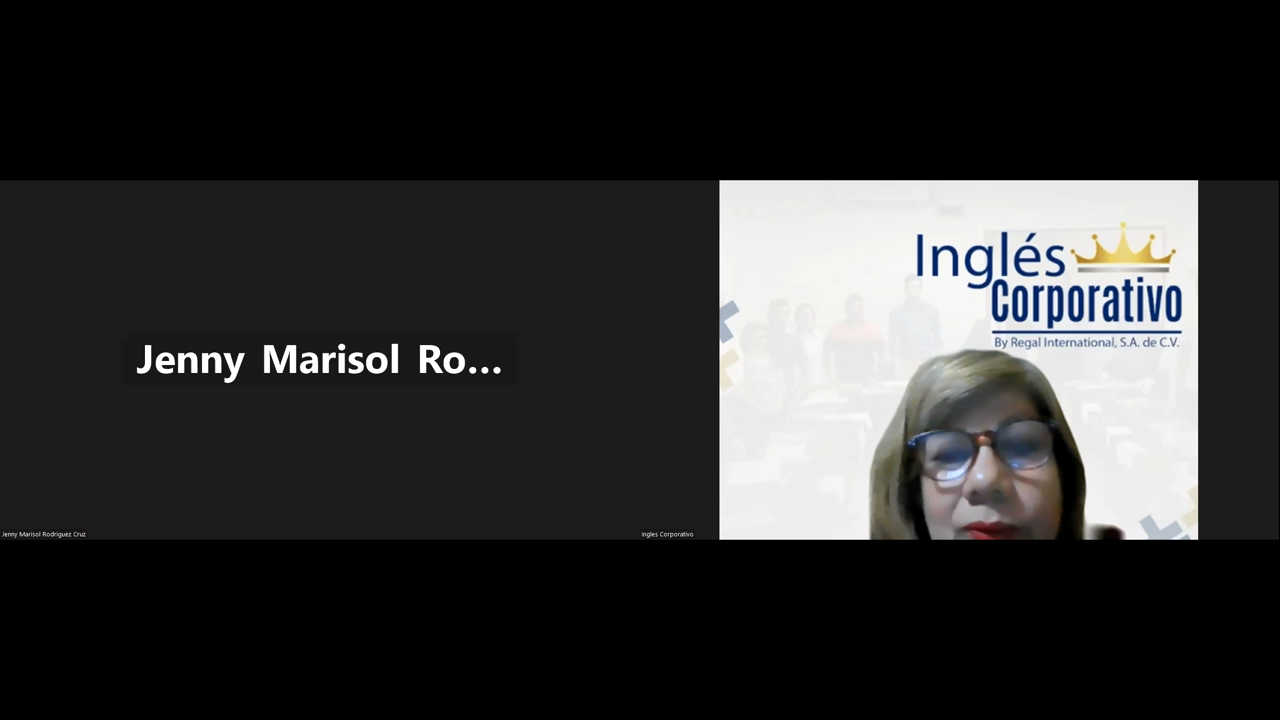 Jenny Marisol Ro...
Jenny Marisol Rodriguez Cruz
Ingles Corporativo
Inglés
Corporativo
By Regal International, S.A. de C.V.